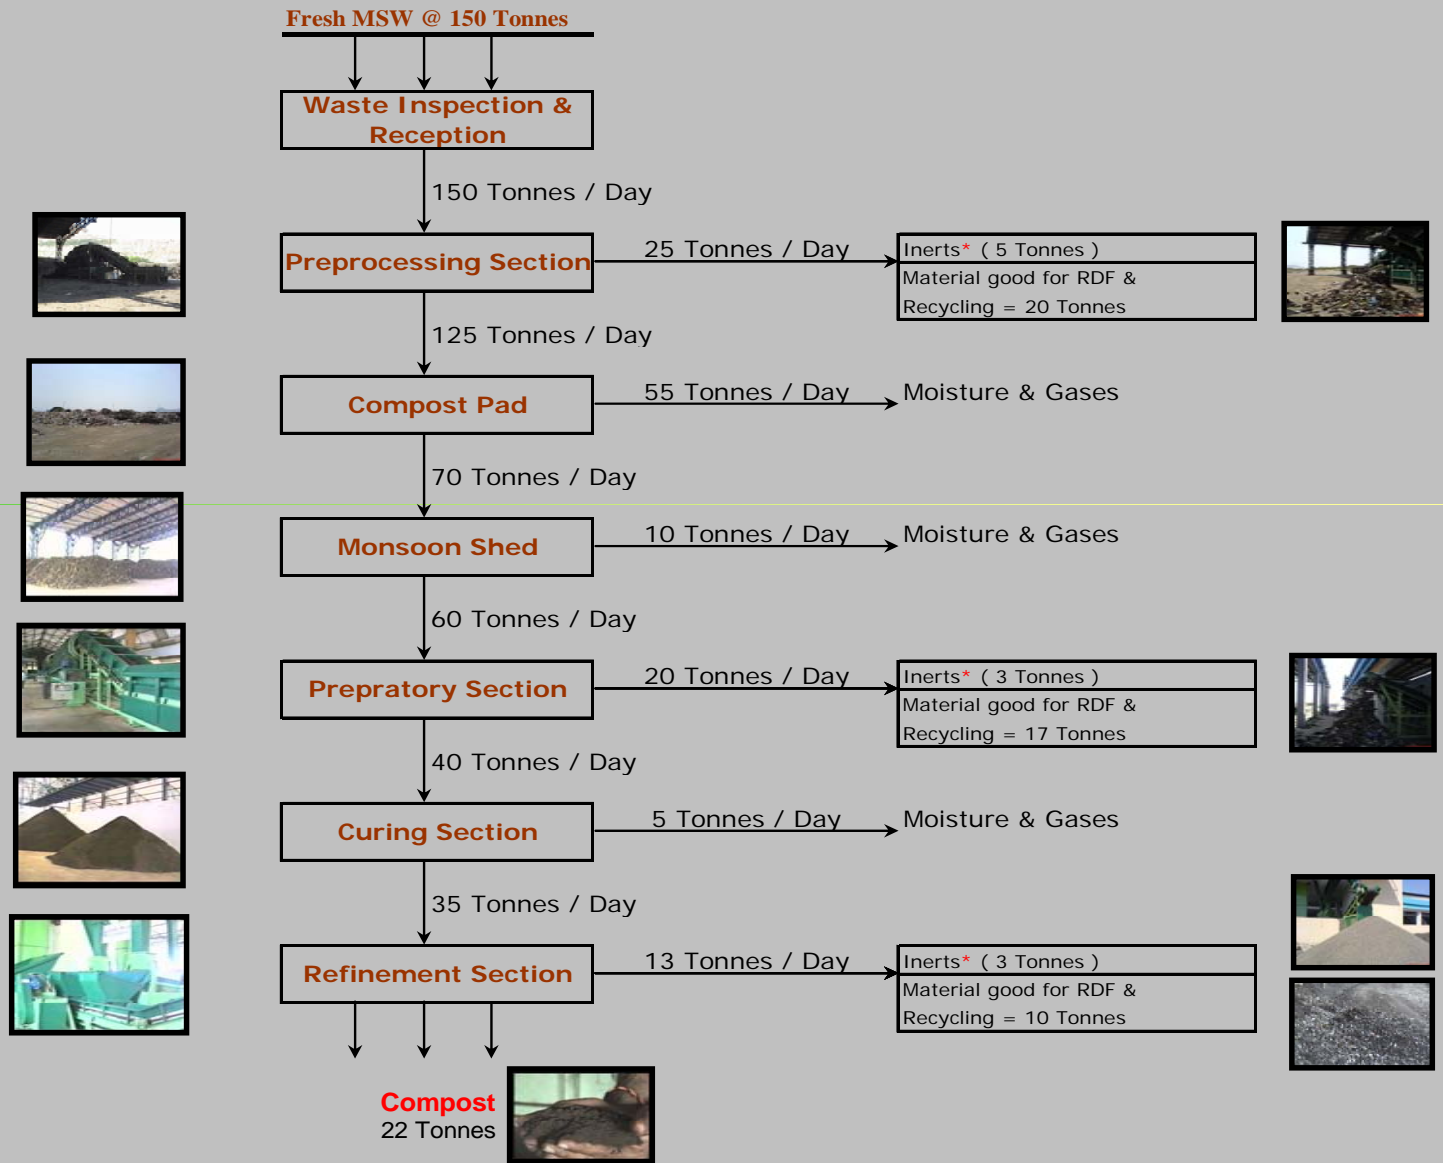 Fresh MSW @ 150 Tonnes
Waste Inspection &
Reception
150 Tonnes / Day
Preprocessing Section
25 Tonnes / Day
Inerts* ( 5 Tonnes )
Material good for RDF &
Recycling = 20 Tonnes
125 Tonnes / Day
Compost Pad
55 Tonnes / Day
Moisture & Gases
70 Tonnes / Day
Monsoon Shed
10 Tonnes / Day
Moisture & Gases
60 Tonnes / Day
Prepratory Section
20 Tonnes / Day
Inerts* ( 3 Tonnes )
Material good for RDF &
Recycling = 17 Tonnes
40 Tonnes / Day
Curing Section
5 Tonnes / Day
Moisture & Gases
35 Tonnes / Day
Refinement Section
13 Tonnes / Day
Inerts* ( 3 Tonnes )
Material good for RDF &
Recycling = 10 Tonnes
Compost
22 Tonnes